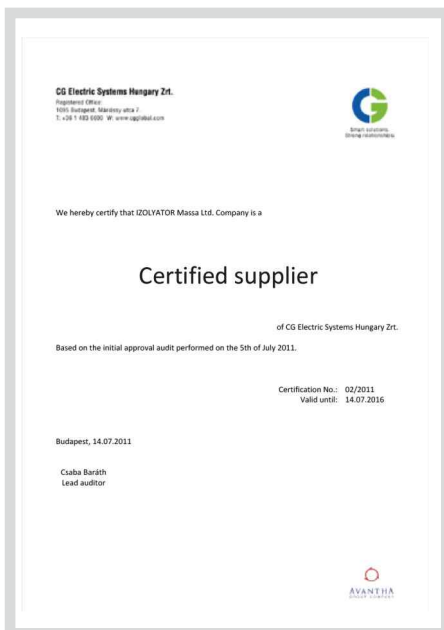 CG Electric Systems Hungary Zrt.
Registered Office:
1095 Budapest, Máriássy utca 7.
T: +36 1 483 6600 W: www.cgglobal.com
Smart solutions.
Strong relationships.
We hereby certify that IZOLYATOR Massa Ltd. Company is a
Certified supplier
of CG Electric Systems Hungary Zrt.
Based on the initial approval audit performed on the 5th of July 2011.
Certification No.: 02/2011
Valid until: 14.07.2016
Budapest, 14.07.2011
Csaba Baráth
Lead auditor
AVANTHA
GROUP COMPANY